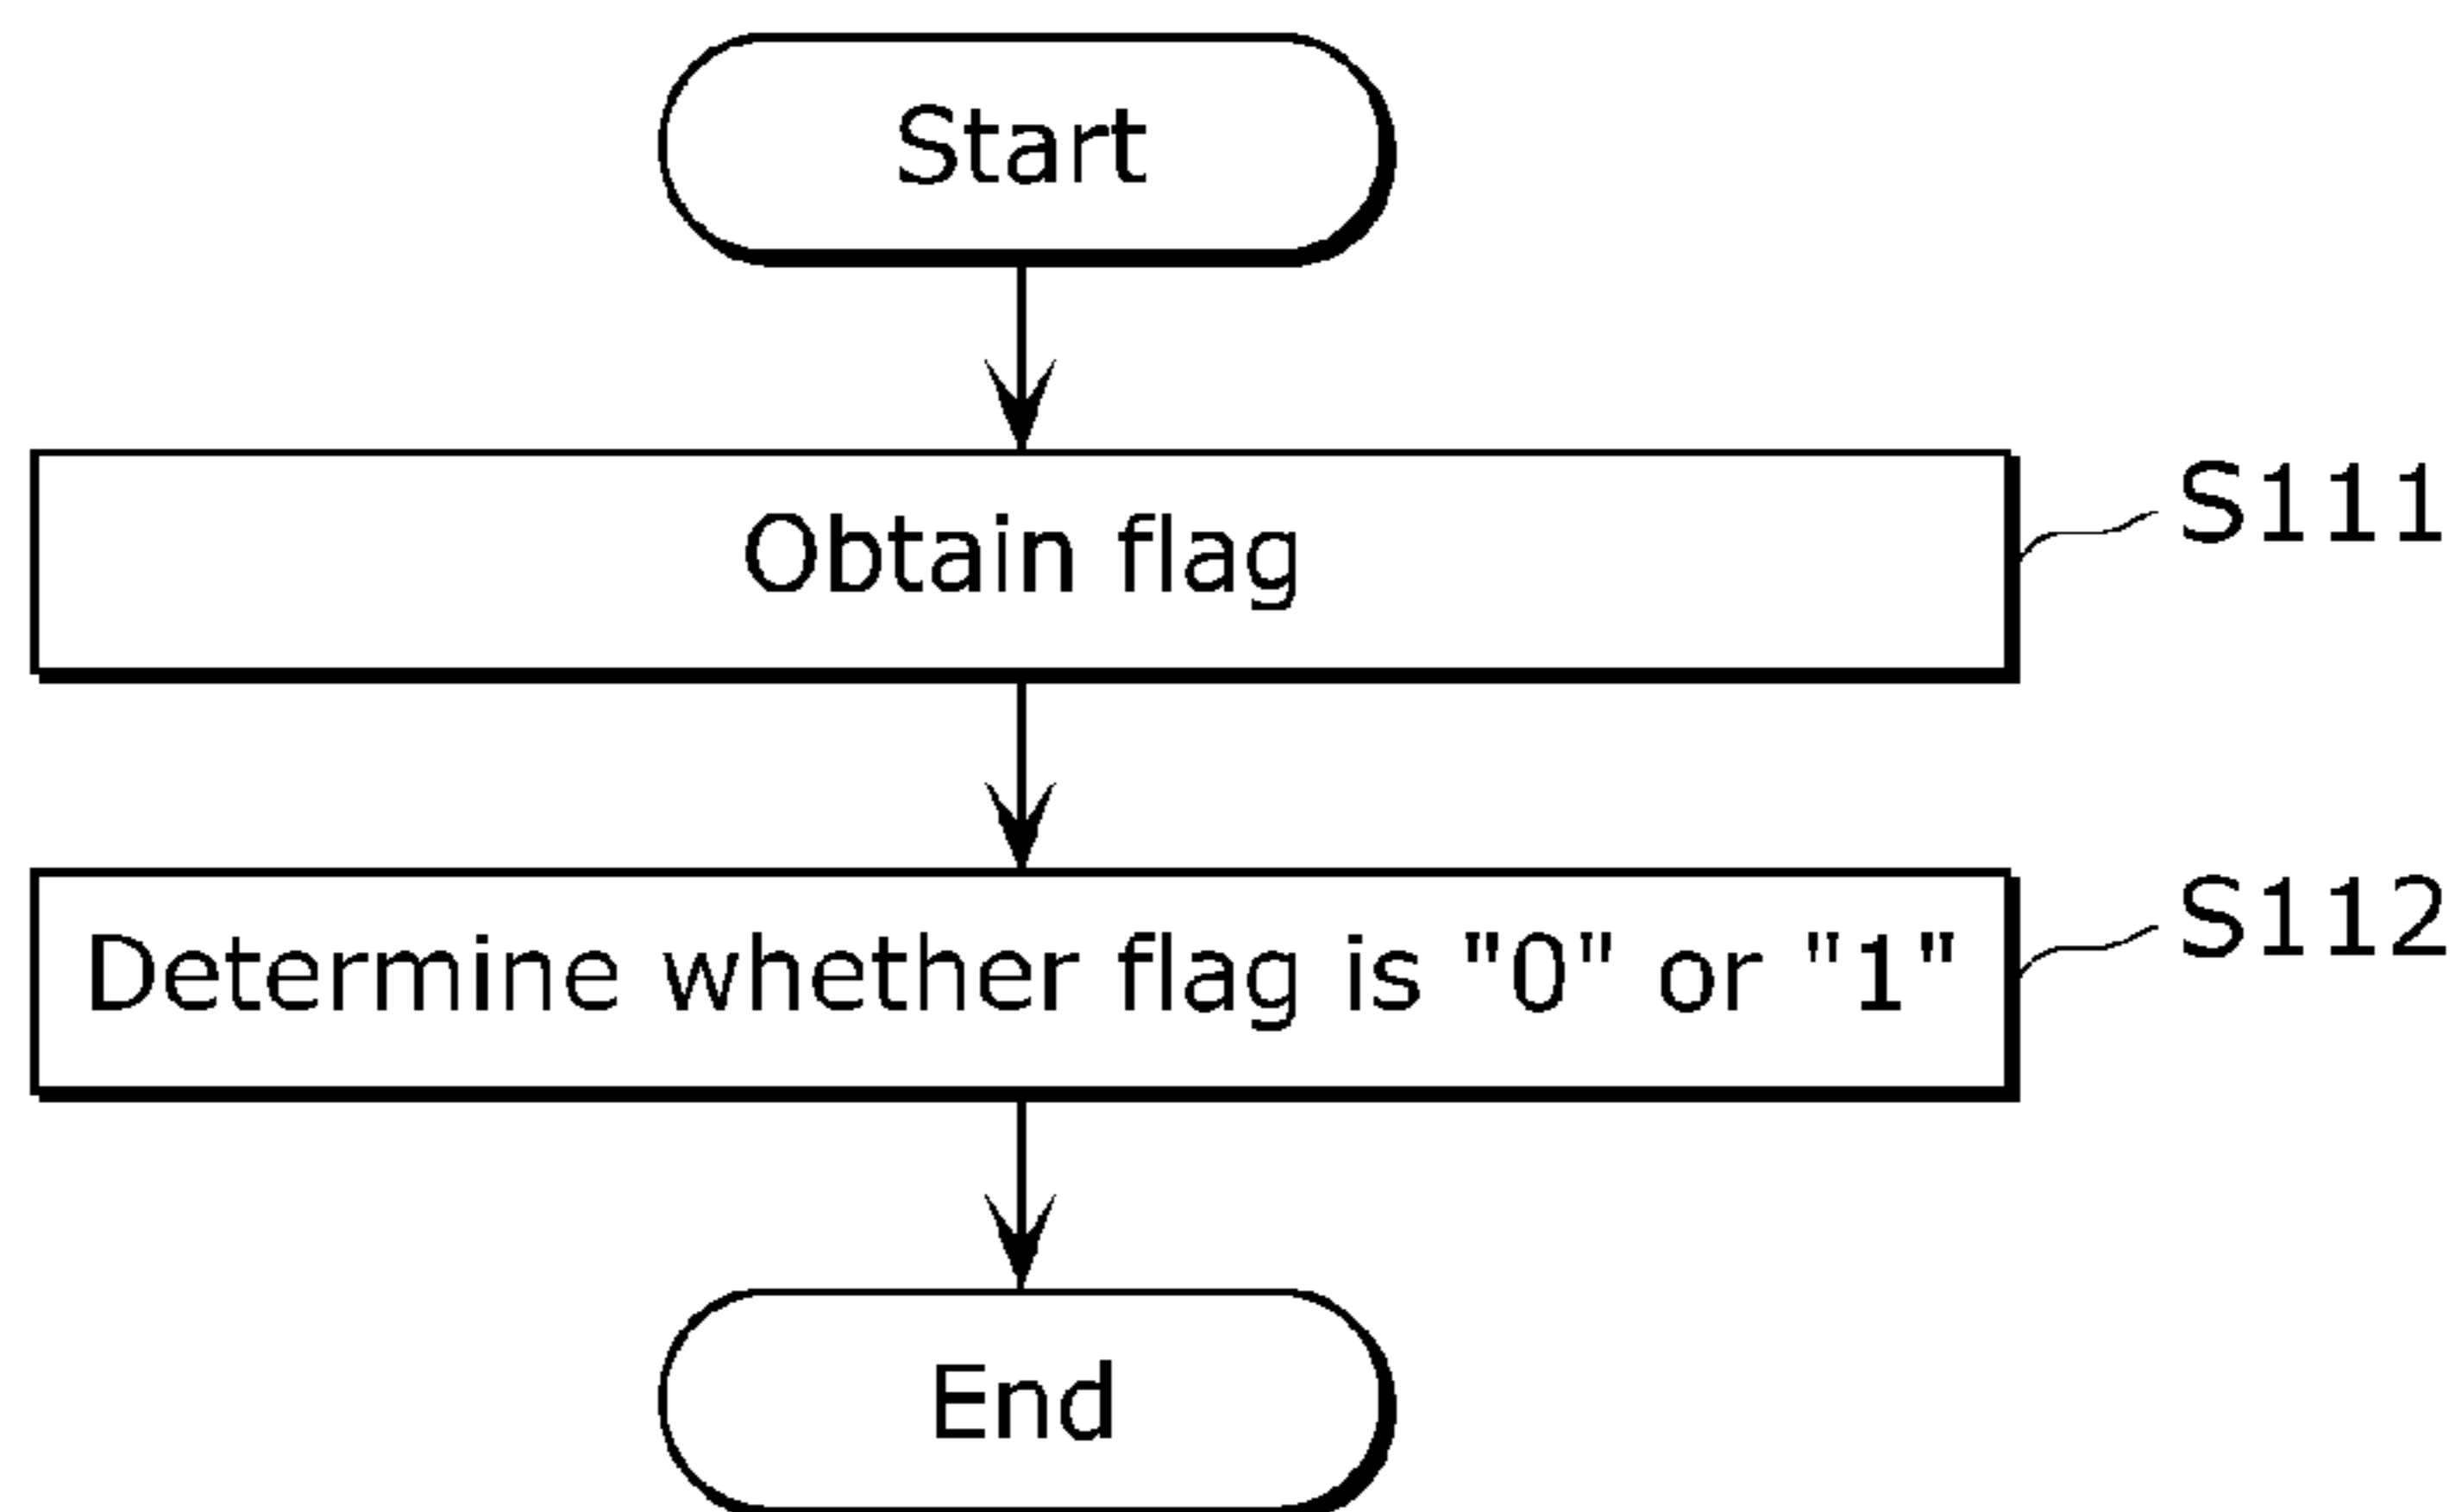 Start
Obtain flag
S111
Determine whether flag is "0" or "1"
S112
End